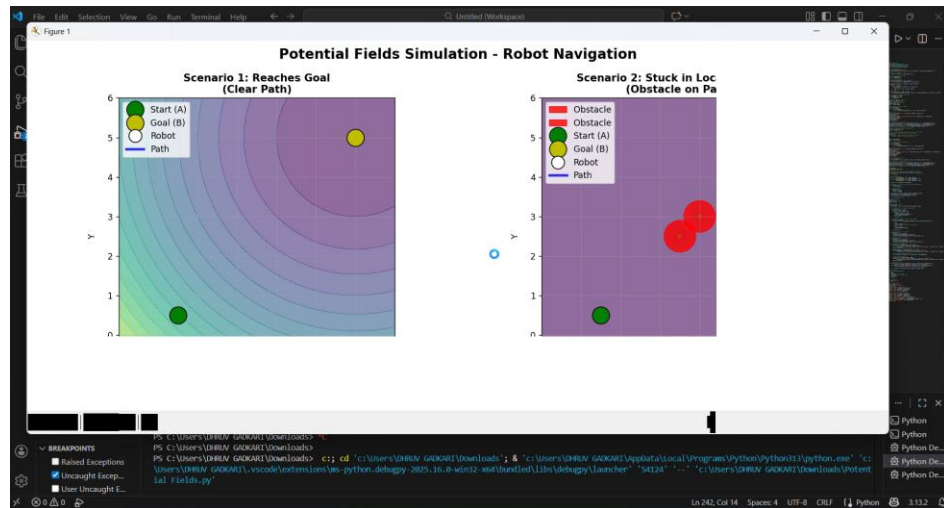 File Edit Selection View Go Run Terminal Help
Untitled (Workspace)
Figure 1
Potential Fields Simulation - Robot Navigation
Scenario 1: Reaches Goal
(Clear Path)
Start (A)
Goal (B)
Robot
Path
6
5
4
3
2
1
0
Y
Scenario 2: Stuck in Loc
(Obstacle on Pa
Obstacle
Obstacle
Start (A)
Goal (B)
Robot
Path
6
5
4
3
2
1
0
Y
PS C:\Users\DHRUV GADKARI\Downloads> ^C
PS C:\Users\DHRUV GADKARI\Downloads>
PS C:\Users\DHRUV GADKARI\Downloads> c:; cd 'c:\Users\DHRUV GADKARI\Downloads'; & 'c:\Users\DHRUV GADKARI\AppData\Local\Programs\Python\Python313\python.exe' 'c:
\Users\DHRUV GADKARI\.vscode\extensions\ms-python.debugpy-2025.16.0-win32-x64\bundled\libs\debugpy\launcher' '54124' '--' 'c:\Users\DHRUV GADKARI\Downloads\Potent
ial Fields.py'
BREAKPOINTS
Raised Exceptions
Uncaught Excep...
User Uncaught E...
Python
Python
Python De...
Python De...
0 0
Ln 242, Col 14 Spaces: 4 UTF-8 CRLF Python 3.13.2